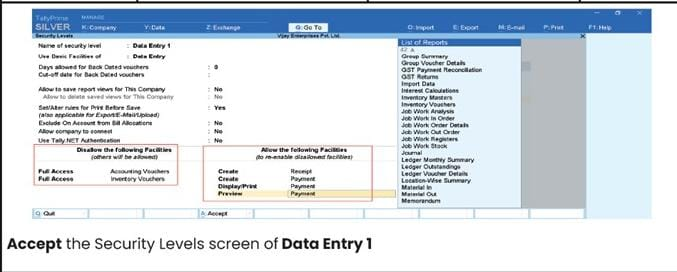 TallyPrime MANAGE
SILVER K: Company Y: Data Z: Exchange G: Go To O: Import E: Export M: E-mail P: Print F1: Help
Security Levels Vijay Enterprises Pvt. Ltd.
Name of security level : Data Entry 1
Use Basic Facilities of : Data Entry
Days allowed for Back Dated vouchers : 0
Cut-off date for Back Dated vouchers :
Allow to save report views for This Company : No
Allow to delete saved views for This Company : No
Set/Alter rules for Print Before Save : Yes
(also applicable for Export/E-Mail/Upload)
Exclude On Account from Bill Allocations : No
Allow company to connect : No
Use Tally.NET Authentication : No
Disallow the following Facilities
(others will be allowed)
Full Access Accounting Vouchers
Full Access Inventory Vouchers
Allow the following Facilities
(to re-enable disallowed facilities)
Create Receipt
Create Payment
Display/Print Payment
Preview Payment
List of Reports
Group Summary
Group Voucher Details
GST Payment Reconciliation
GST Returns
Import Data
Interest Calculations
Inventory Masters
Inventory Vouchers
Job Work Analysis
Job Work In Order
Job Work Order Details
Job Work Out Order
Job Work Registers
Job Work Stock
Journal
Ledger Monthly Summary
Ledger Outstandings
Ledger Voucher Details
Location-Wise Summary
Material In
Material Out
Memorandum
Q: Quit A: Accept
Accept the Security Levels screen of Data Entry 1